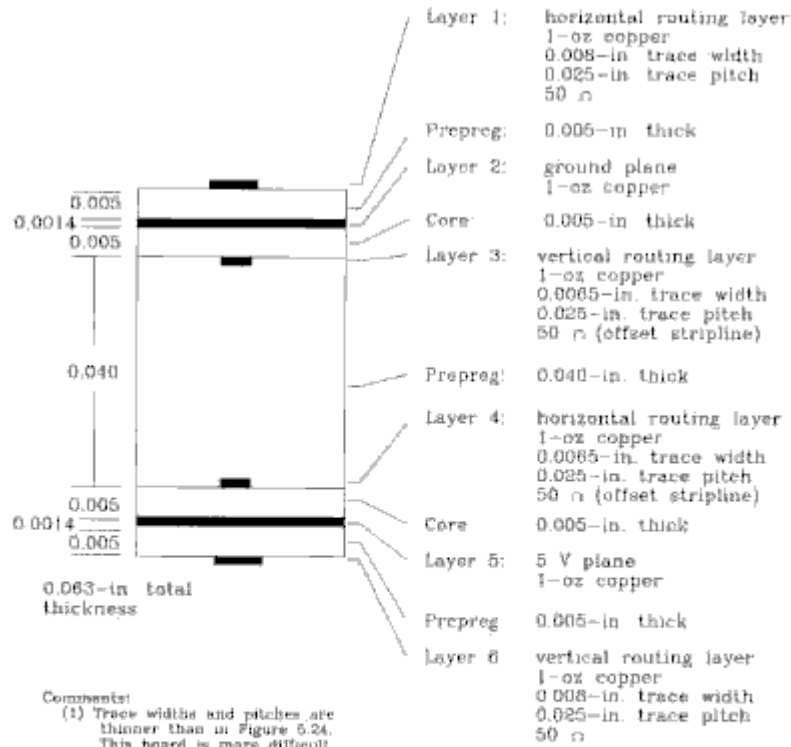 Layer 1: horizontal routing layer
1-oz copper
0.008-in trace width
0.025-in. trace pitch
50 Ω
Prepreg: 0.005-in thick
Layer 2: ground plane
1-oz copper
Core 0.005-in thick
Layer 3: vertical routing layer
1-oz copper
0.0065-in. trace width
0.025-in. trace pitch
50 Ω (offset stripline)
Prepreg: 0.040-in. thick
Layer 4: horizontal routing layer
1-oz copper
0.0065-in. trace width
0.025-in. trace pitch
50 Ω (offset stripline)
Core 0.005-in. thick
Layer 5: 5 V plane
1-oz copper
Prepreg 0.005-in thick
Layer 6 vertical routing layer
1-oz copper
0.008-in. trace width
0.025-in. trace pitch
50 Ω
0.005
0.0014
0.005
0.040
0.005
0.0014
0.005
0.063-in total
thickness
Comments:
(1) Trace widths and pitches are
thinner than in Figure 5.24.
This board is more difficult